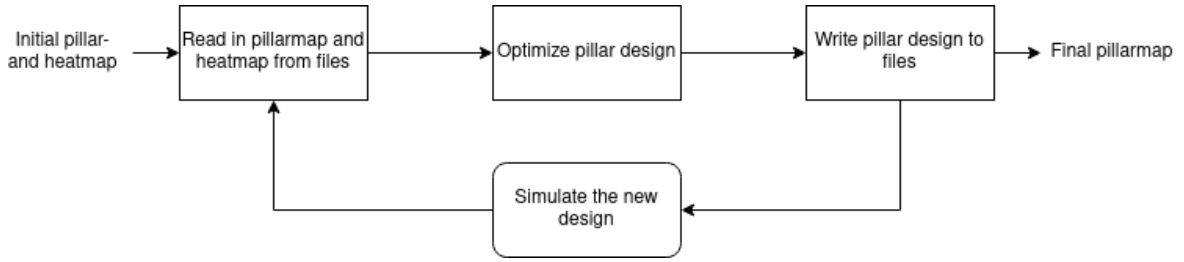 Initial pillar-
and heatmap
Read in pillarmap and
heatmap from files
Optimize pillar design
Write pillar design to
files
Final pillarmap
Simulate the new
design